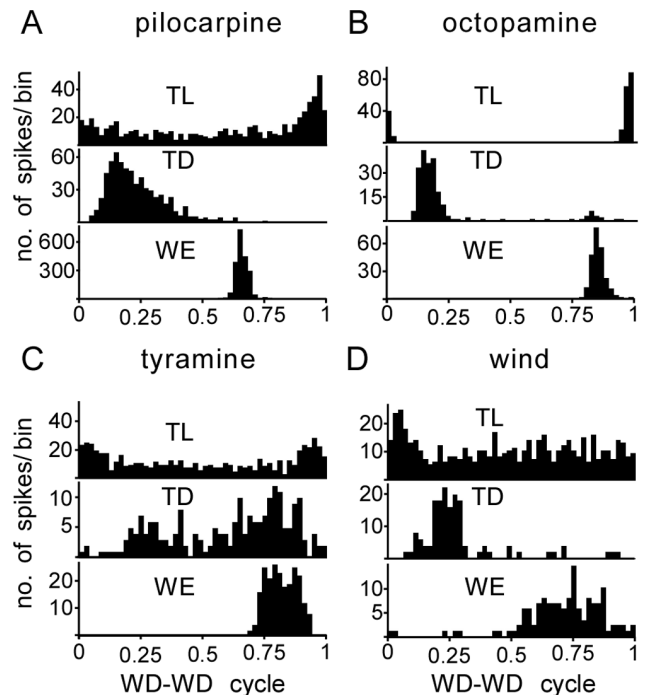 A pilocarpine
B octopamine
no. of spikes/bin
40
20
TL
60
30
TD
600
300
WE
0 0.25 0.5 0.75 1
80
40
TL
30
15
TD
60
30
WE
0 0.25 0.5 0.75 1
C tyramine
D wind
no. of spikes/bin
40
20
TL
10
5
TD
20
10
WE
0 0.25 0.5 0.75 1
WD-WD cycle
20
10
TL
20
10
TD
10
5
WE
0 0.25 0.5 0.75 1
WD-WD cycle